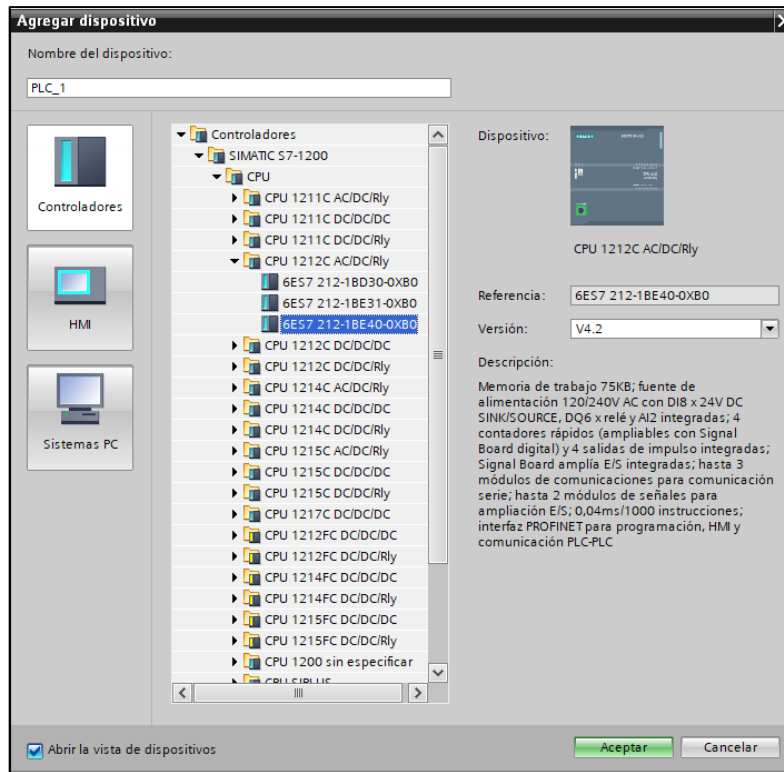 Agregar dispositivo
Nombre del dispositivo:
PLC_1
Controladores
HMI
Sistemas PC
Controladores
SIMATIC S7-1200
CPU
CPU 1211C AC/DC/Rly
CPU 1211C DC/DC/DC
CPU 1211C DC/DC/Rly
CPU 1212C AC/DC/Rly
6ES7 212-1BD30-0XB0
6ES7 212-1BE31-0XB0
6ES7 212-1BE40-0XB0
CPU 1212C DC/DC/DC
CPU 1212C DC/DC/Rly
CPU 1214C AC/DC/Rly
CPU 1214C DC/DC/DC
CPU 1214C DC/DC/Rly
CPU 1215C AC/DC/Rly
CPU 1215C DC/DC/DC
CPU 1215C DC/DC/Rly
CPU 1217C DC/DC/DC
CPU 1212FC DC/DC/DC
CPU 1212FC DC/DC/Rly
CPU 1214FC DC/DC/DC
CPU 1214FC DC/DC/Rly
CPU 1215FC DC/DC/DC
CPU 1215FC DC/DC/Rly
CPU 1200 sin especificar
CPU SIPLUS
Dispositivo:
CPU 1212C AC/DC/Rly
Referencia:
6ES7 212-1BE40-0XB0
Versión:
V4.2
Descripción:
Memoria de trabajo 75KB; fuente de
alimentación 120/240V AC con DI8 x 24V DC
SINK/SOURCE, DQ6 x relé y AI2 integradas; 4
contadores rápidos (ampliables con Signal
Board digital) y 4 salidas de impulso integradas;
Signal Board amplía E/S integradas; hasta 3
módulos de comunicaciones para comunicación
serie; hasta 2 módulos de señales para
ampliación E/S; 0,04ms/1000 instrucciones;
interfaz PROFINET para programación, HMI y
comunicación PLC-PLC
Abrir la vista de dispositivos
Aceptar
Cancelar